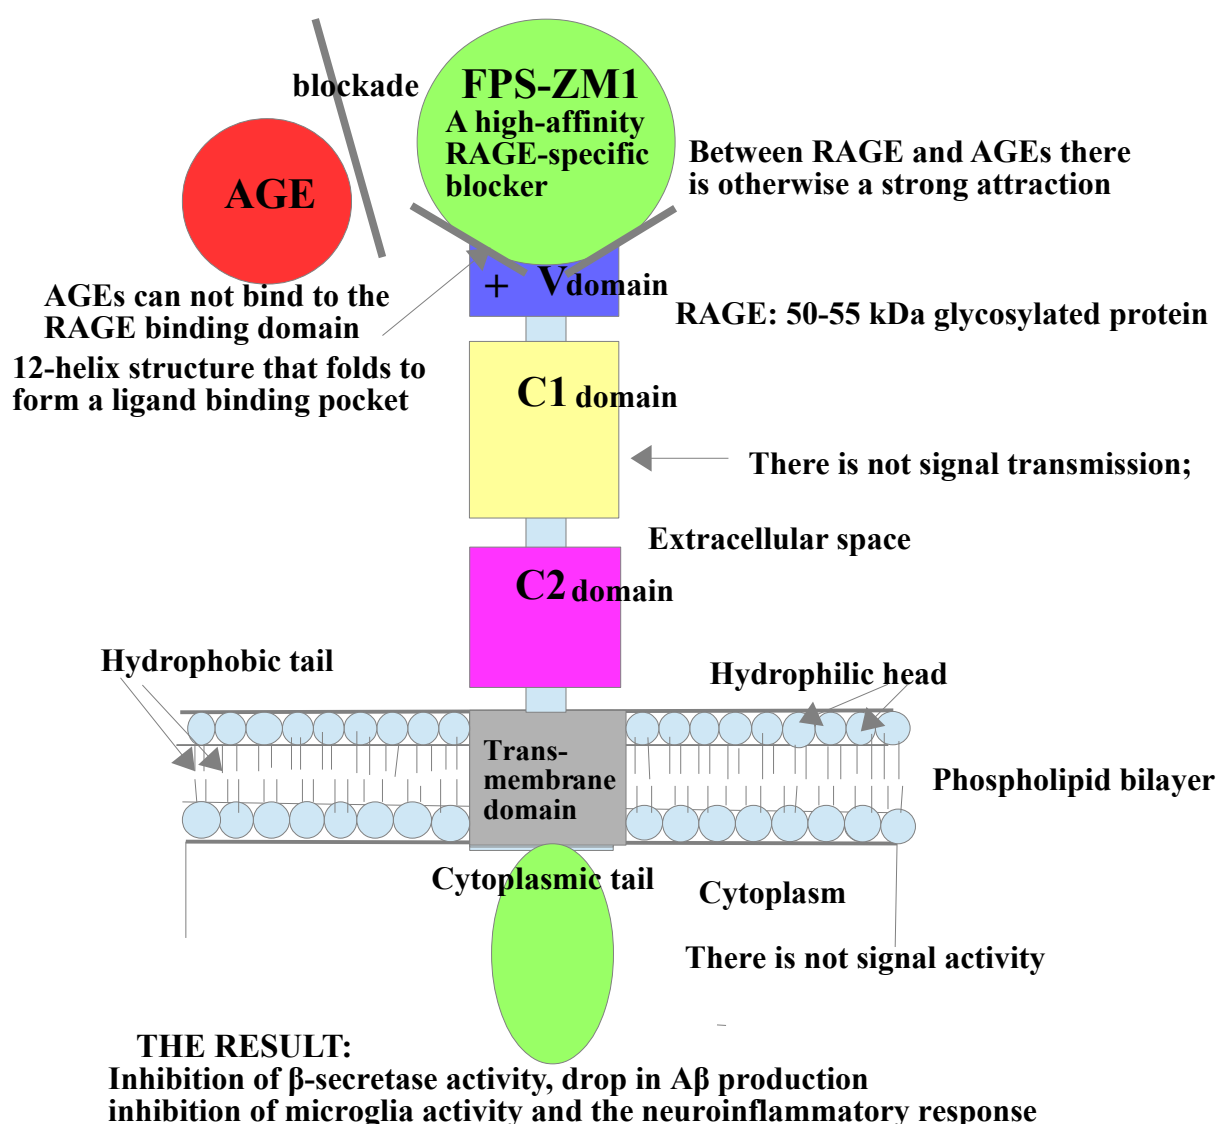 blockade
FPS-ZM1
A high-affinity
RAGE-specific
blocker
AGE
Between RAGE and AGEs there
is otherwise a strong attraction
AGEs can not bind to the
RAGE binding domain
+ Vdomain
RAGE: 50-55 kDa glycosylated protein
12-helix structure that folds to
form a ligand binding pocket
C1 domain
There is not signal transmission;
Extracellular space
C2 domain
Hydrophobic tail
Hydrophilic head
Trans-
membrane
domain
Phospholipid bilayer
Cytoplasmic tail
Cytoplasm
There is not signal activity
THE RESULT:
Inhibition of β-secretase activity, drop in Aβ production
inhibition of microglia activity and the neuroinflammatory response